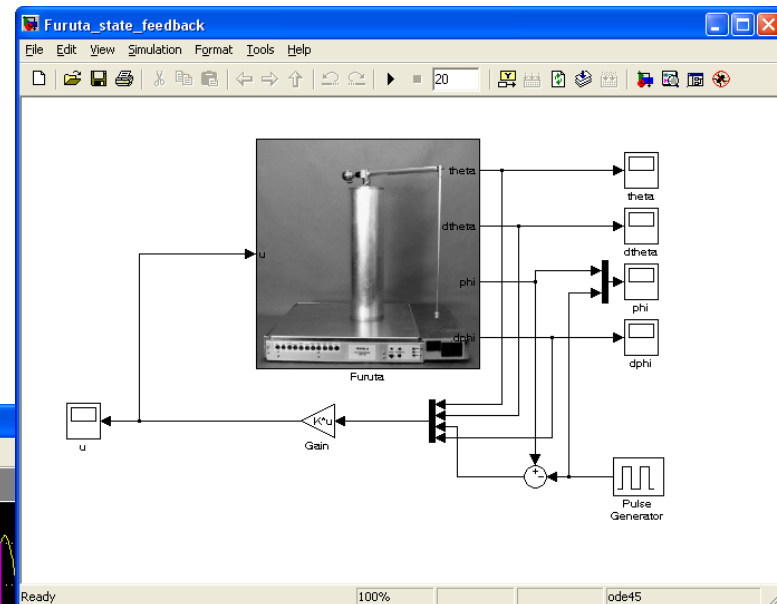 Furuta_state_feedback
File Edit View Simulation Format Tools Help
20
theta
dtheta
u
phi
dphi
Furuta
theta
dtheta
phi
dphi
K*u
Gain
u
+
-
Pulse
Generator
Ready 100% ode45